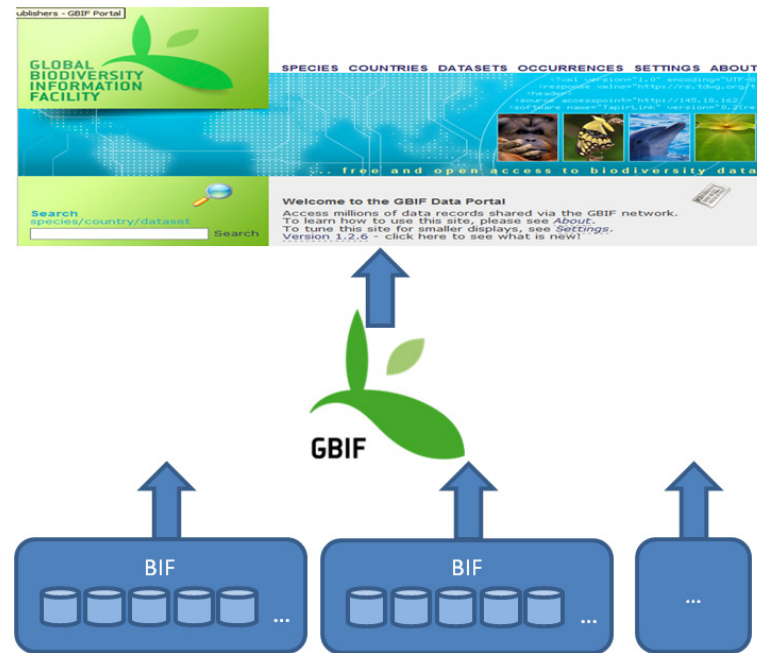 ublishers - GBIF Portal
GLOBAL
BIODIVERSITY
INFORMATION
FACILITY
SPECIES COUNTRIES DATASETS OCCURRENCES SETTINGS ABOUT
<?xml version="1.0" encoding="UTF-8
<response xmlns="https://rs.tdwg.org/t
<header>
<source accesspoint="https://145.18.162/
<software name="TapirLink" version="0.2(re
... free and open access to biodiversity data
Search
species/country/dataset
Search
Welcome to the GBIF Data Portal
Access millions of data records shared via the GBIF network.
To learn how to use this site, please see About.
To tune this site for smaller displays, see Settings.
Version 1.2.6 - click here to see what is new!
GBIF
BIF
...
BIF
...
...